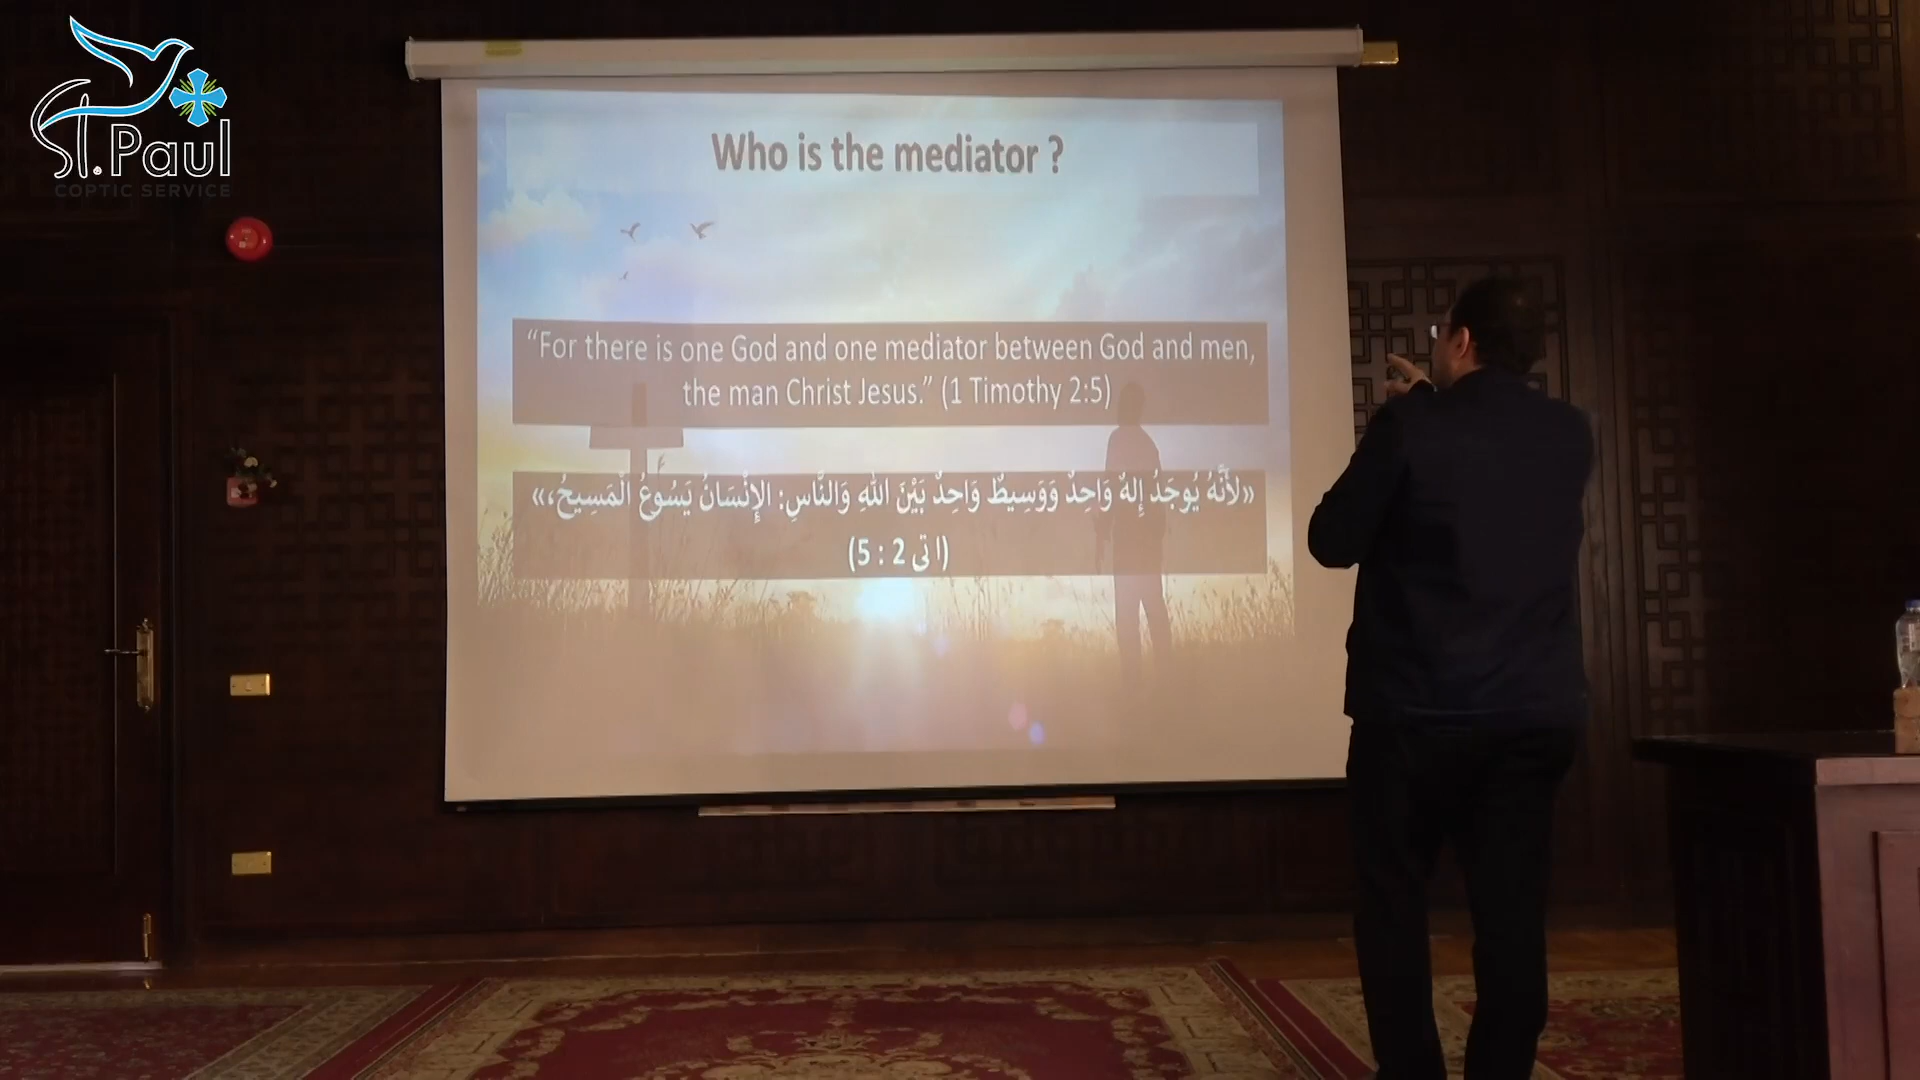 St.Paul
COPTIC SERVICE
Who is the mediator ?
“For there is one God and one mediator between God and men,
the man Christ Jesus.” (1 Timothy 2:5)
«لأَنَّهُ يُوجَدُ إِلهٌ وَاحِدٌ وَوَسِيطٌ وَاحِدٌ بَيْنَ اللهِ وَالنَّاسِ: الإِنْسَانُ يَسُوعُ الْمَسِيحُ،»
(ا تى 2 : 5)